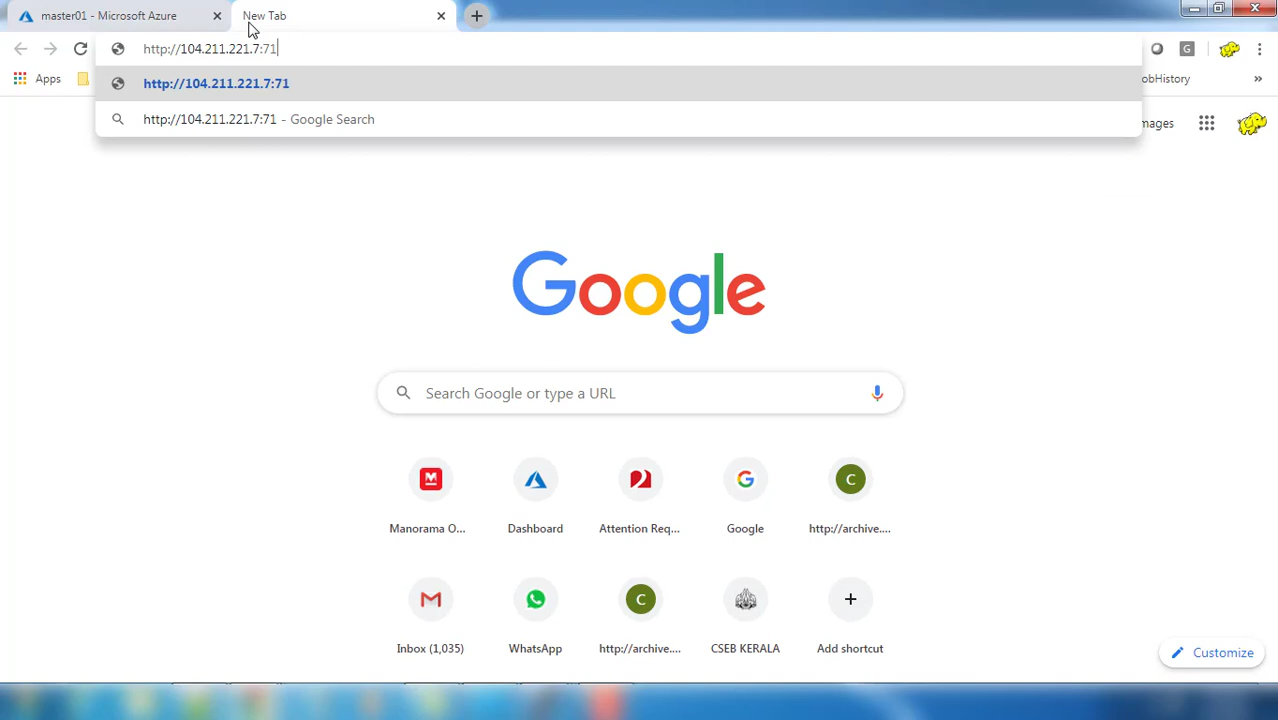 master01 - Microsoft Azure
New Tab
http://104.211.221.7:71
G
Apps
http://104.211.221.7:71
obHistory
»
http://104.211.221.7:71 - Google Search
mages
Google
Search Google or type a URL
M
C
Manorama O...
Dashboard
Attention Req...
Google
http://archive....
C
Inbox (1,035)
WhatsApp
http://archive....
CSEB KERALA
Add shortcut
Customize